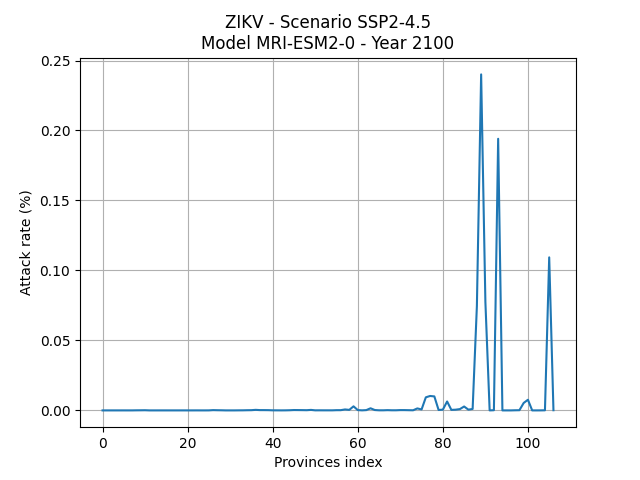 ZIKV - Scenario SSP2-4.5
Model MRI-ESM2-0 - Year 2100
0.25
0.20
0.15
0.10
0.05
0.00
Attack rate (%)
0 20 40 60 80 100
Provinces index